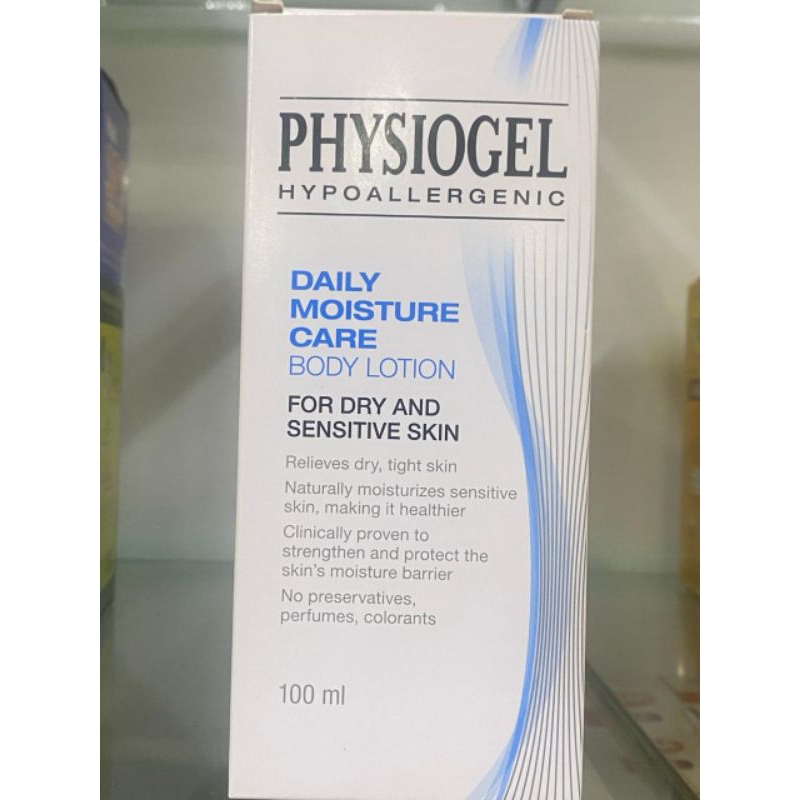 PHYSIOGEL
HYPOALLERGENIC
DAILY
MOISTURE
CARE
BODY LOTION
FOR DRY AND
SENSITIVE SKIN
Relieves dry, tight skin
Naturally moisturizes sensitive
skin, making it healthier
Clinically proven to
strengthen and protect the
skin's moisture barrier
No preservatives,
perfumes, colorants
100 ml